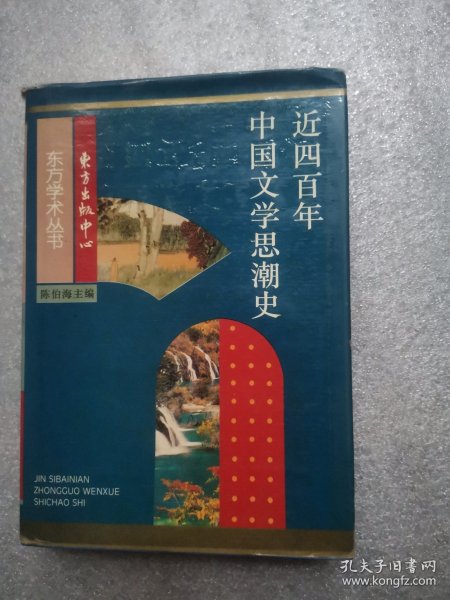 近四百年
中国文学思潮史
东方出版中心
东方学术丛书
陈伯海主编
JIN SIBAINIAN
ZHONGGUO WENXUE
SHICHAO SHI
孔夫子旧书网
www.kongfz.com